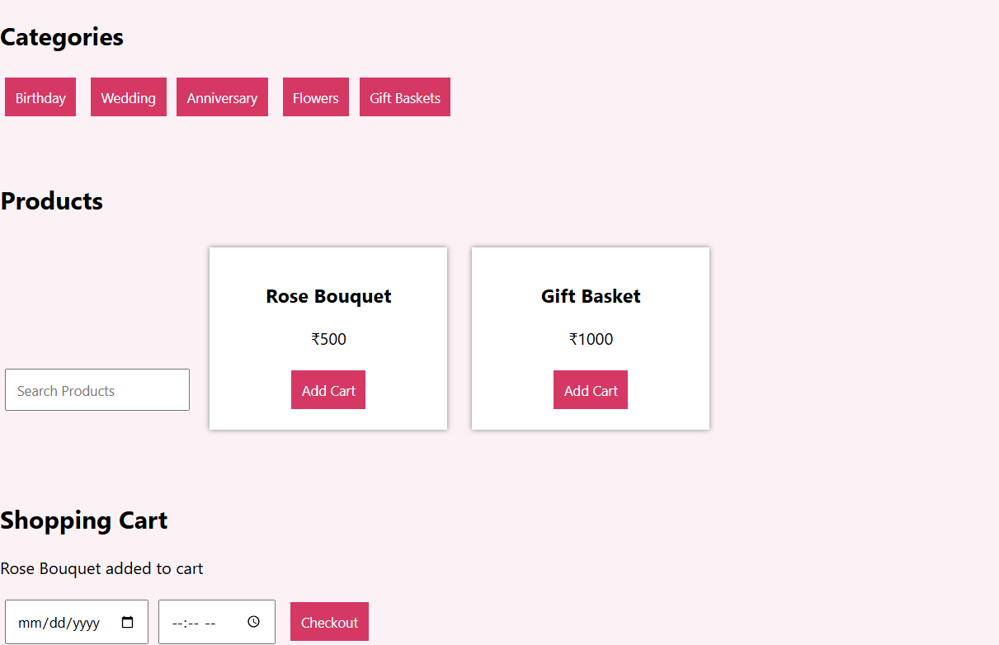 Categories
Birthday Wedding Anniversary Flowers Gift Baskets
Products
Rose Bouquet Gift Basket
₹500 ₹1000
Search Products Add Cart Add Cart
Shopping Cart
Rose Bouquet added to cart
mm/dd/yyyy --:-- -- Checkout